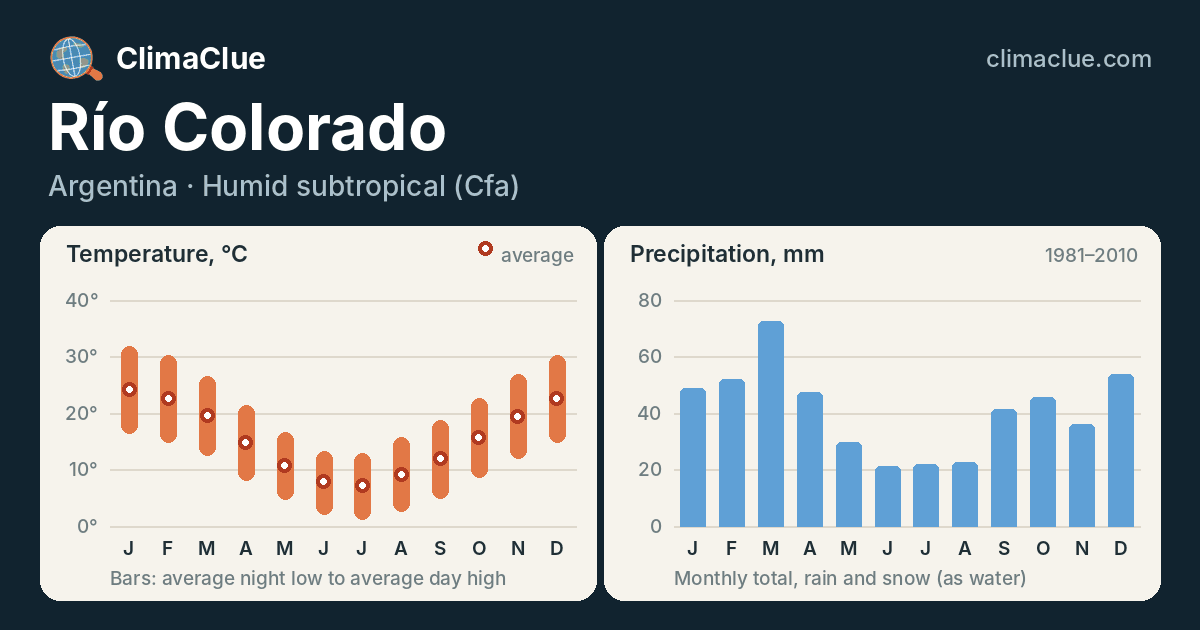 ClimaClue
climaclue.com
Río Colorado
Argentina · Humid subtropical (Cfa)
Temperature, °C
average
40°
30°
20°
10°
0°
J F M A M J J A S O N D
Bars: average night low to average day high
Precipitation, mm
1981–2010
80
60
40
20
0
J F M A M J J A S O N D
Monthly total, rain and snow (as water)